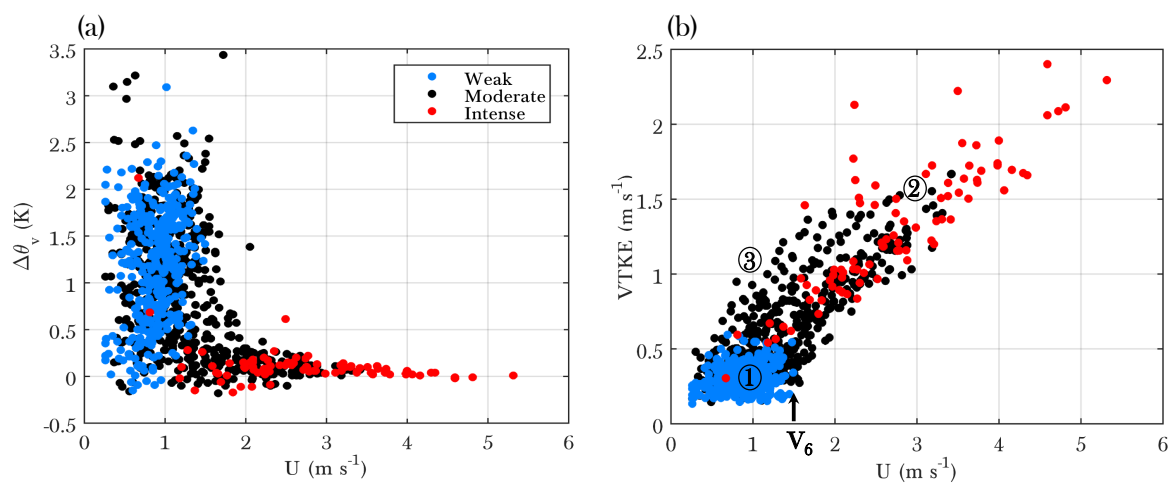 (a)
3.5
3
2.5
2
1.5
1
0.5
0
-0.5
Δθv (K)
0 1 2 3 4 5 6
U (m s-1)
Weak
Moderate
Intense
(b)
2.5
2
1.5
1
0.5
0
VTKE (m s-1)
②
③
①
V6
0 1 2 3 4 5 6
U (m s-1)